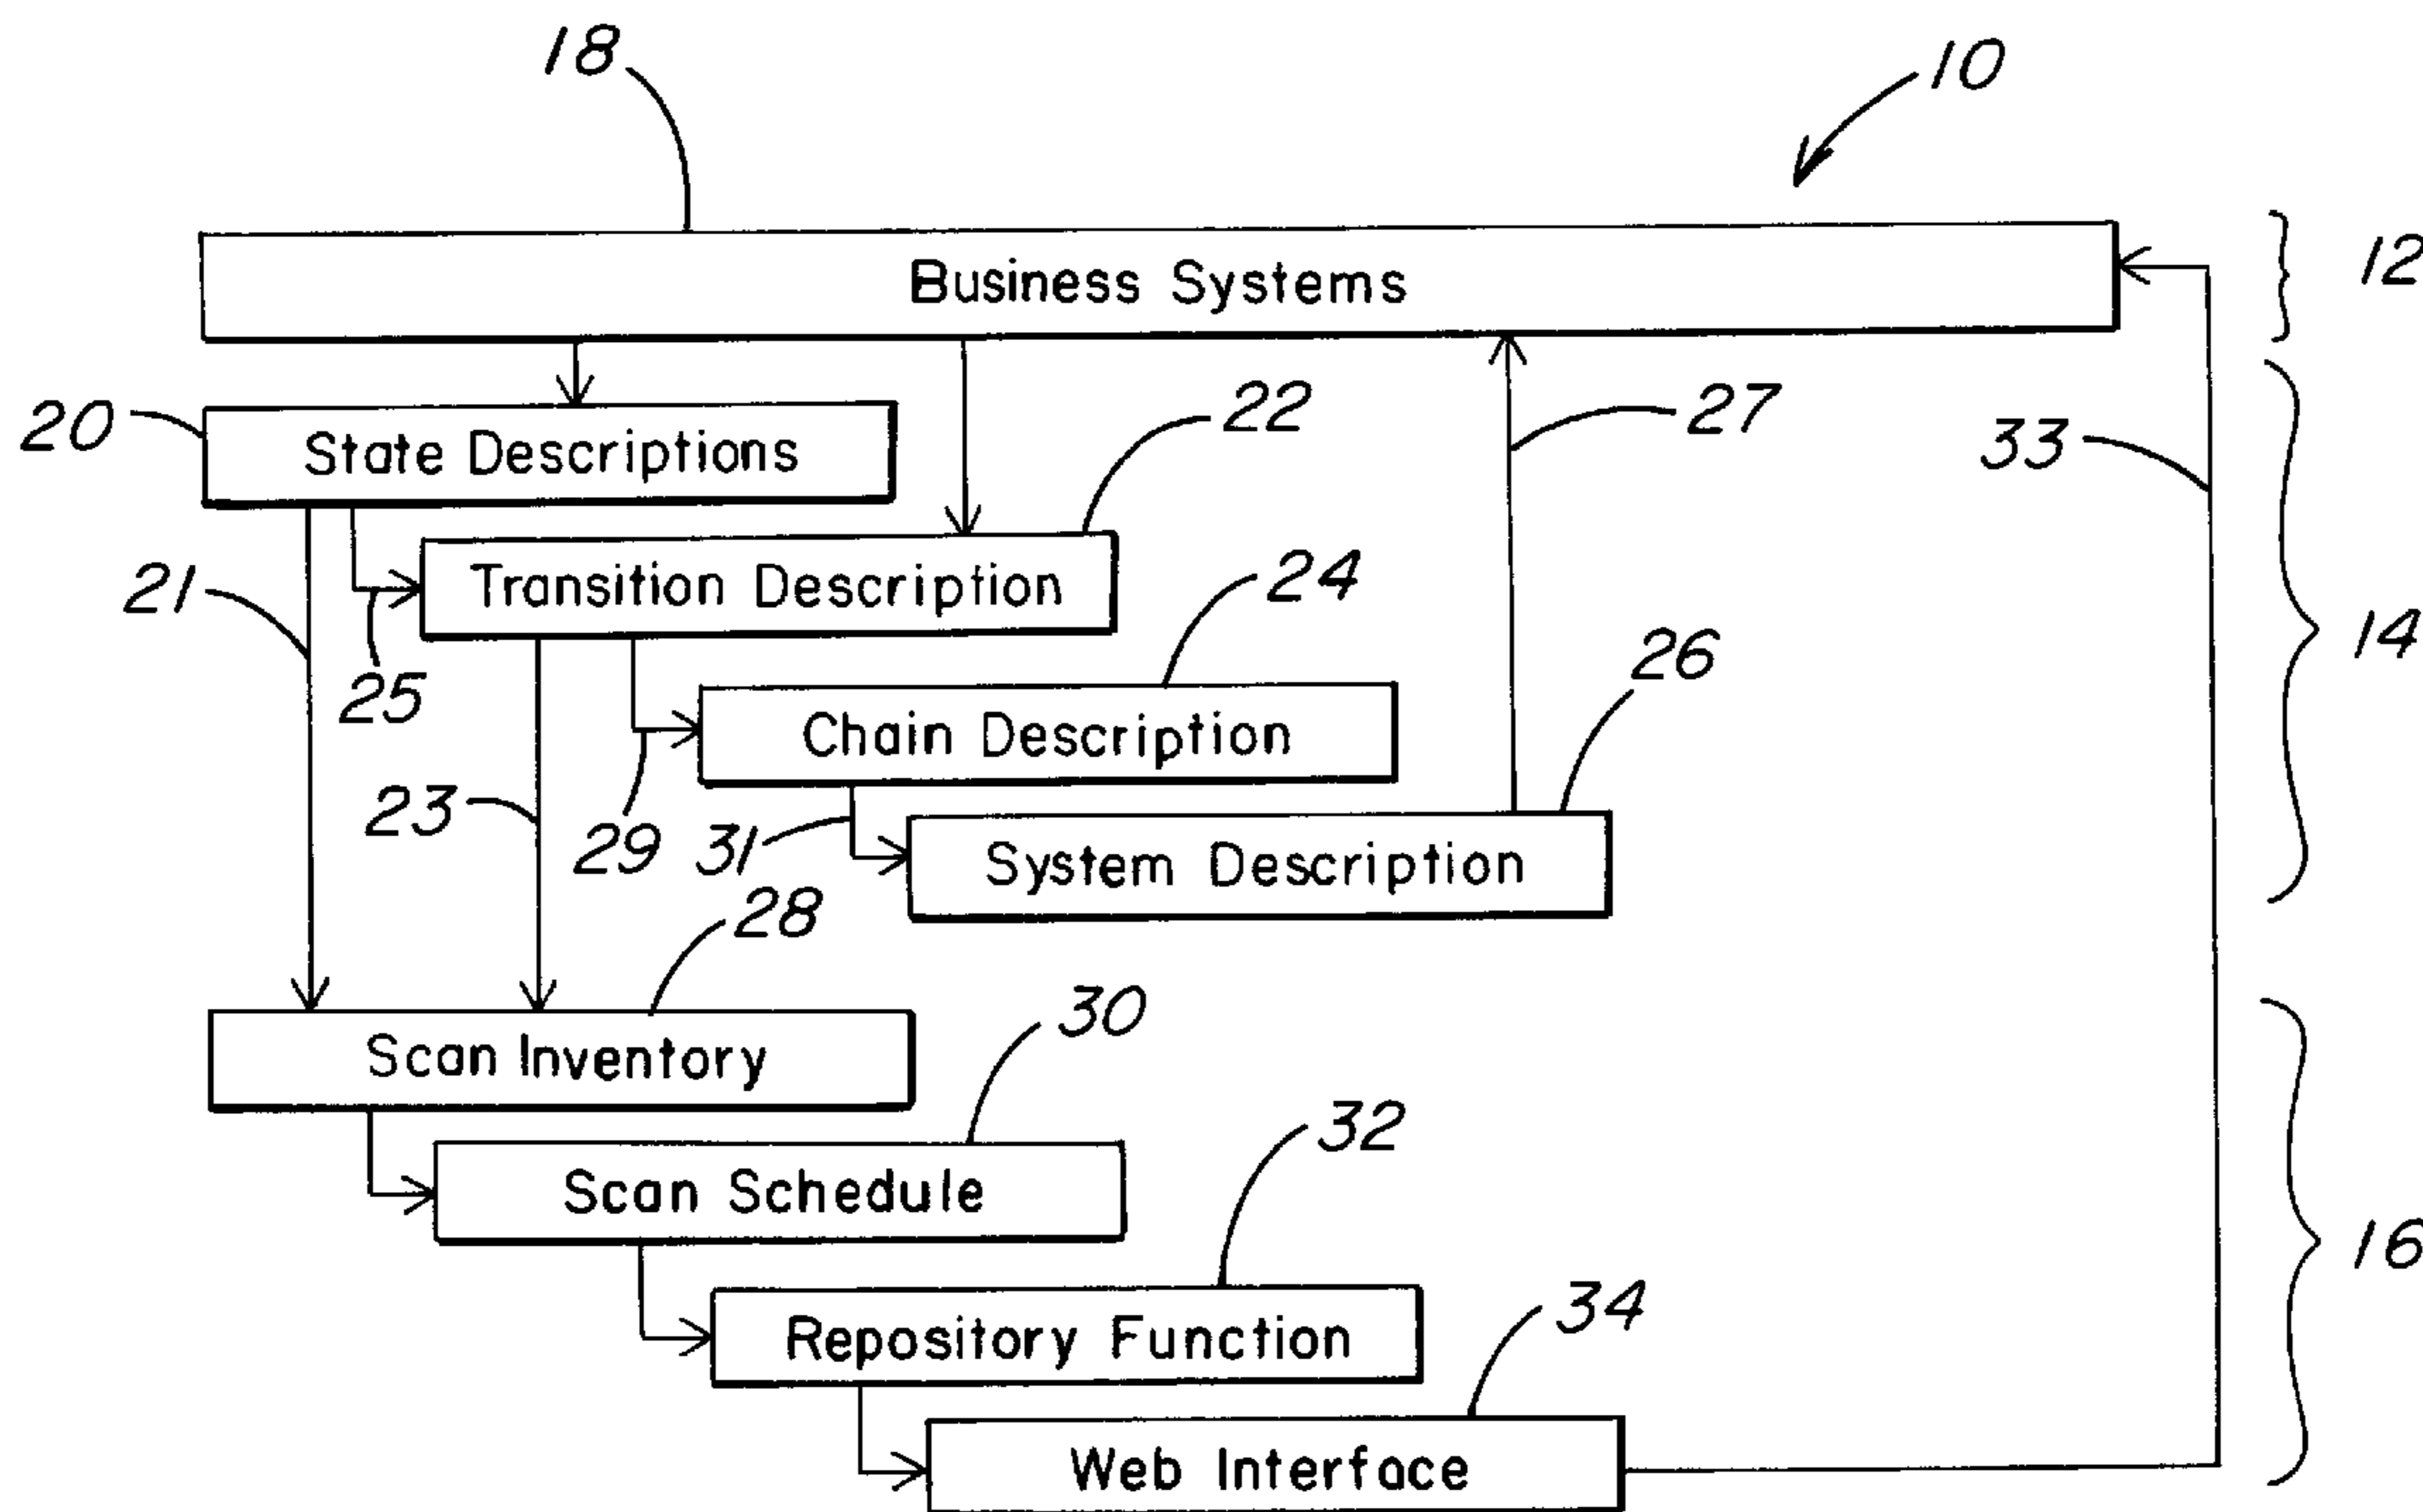 18
10
Business Systems
12
20
State Descriptions
22
27
33
21
25
Transition Description
24
14
23
29
31
Chain Description
26
System Description
28
Scan Inventory
30
Scan Schedule
32
16
Repository Function
34
Web Interface